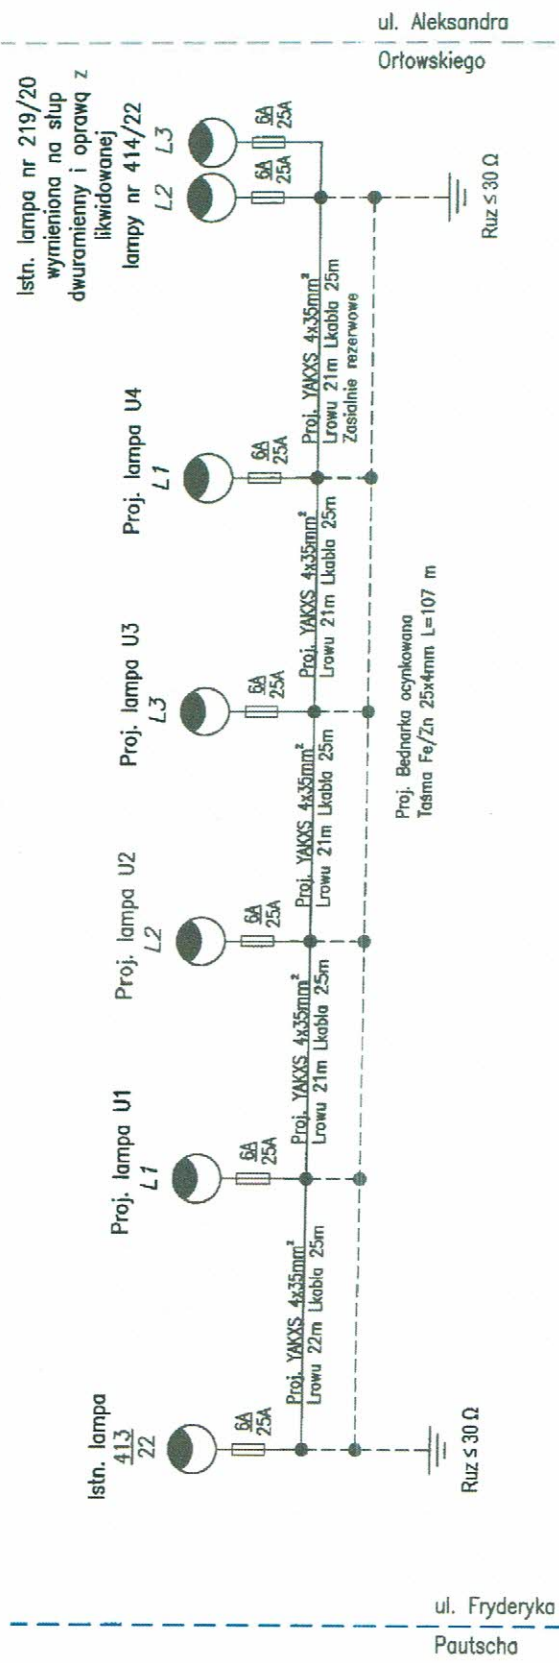 ul. Aleksandra
Orłowskiego
Istn. lampa nr 219/20
wymieniona na słup
dwuramienny i oprawą z
likwidowanej
lampy nr 414/22
L2
L3
6A
25A
6A
25A
Ruz ≤ 30 Ω
Proj. YAKXS 4x35mm²
Lrowu 21m Lkabla 25m
Zasialnie rezerwowe
Proj. lampa U4
L1
6A
25A
Proj. YAKXS 4x35mm²
Lrowu 21m Lkabla 25m
Proj. lampa U3
L3
6A
25A
Proj. YAKXS 4x35mm²
Lrowu 21m Lkabla 25m
Proj. Bednarka ocynkowana
Taśma Fe/Zn 25x4mm L=107 m
Proj. lampa U2
L2
6A
25A
Proj. YAKXS 4x35mm²
Lrowu 21m Lkabla 25m
Proj. lampa U1
L1
6A
25A
Proj. YAKXS 4x35mm²
Lrowu 22m Lkabla 25m
Istn. lampa
413
22
6A
25A
Ruz ≤ 30 Ω
ul. Fryderyka
Pautscha